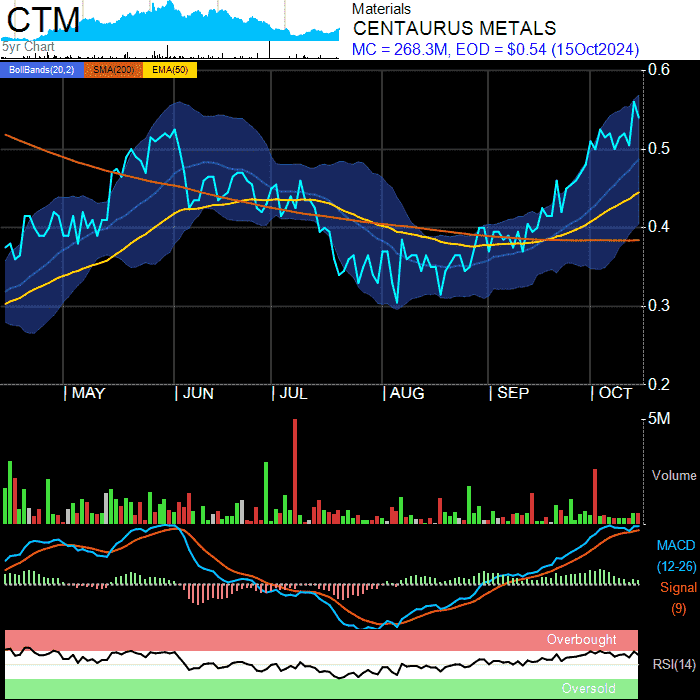 CTM
5yr Chart
Materials
CENTAURUS METALS
MC = 268.3M, EOD = $0.54 (15Oct2024)
BollBands(20,2) SMA(200) EMA(50)
0.6
0.5
0.4
0.3
0.2
| MAY | JUN | JUL | AUG | SEP | OCT
5M
Volume
MACD
(12-26)
Signal
(9)
Overbought
RSI(14)
Oversold